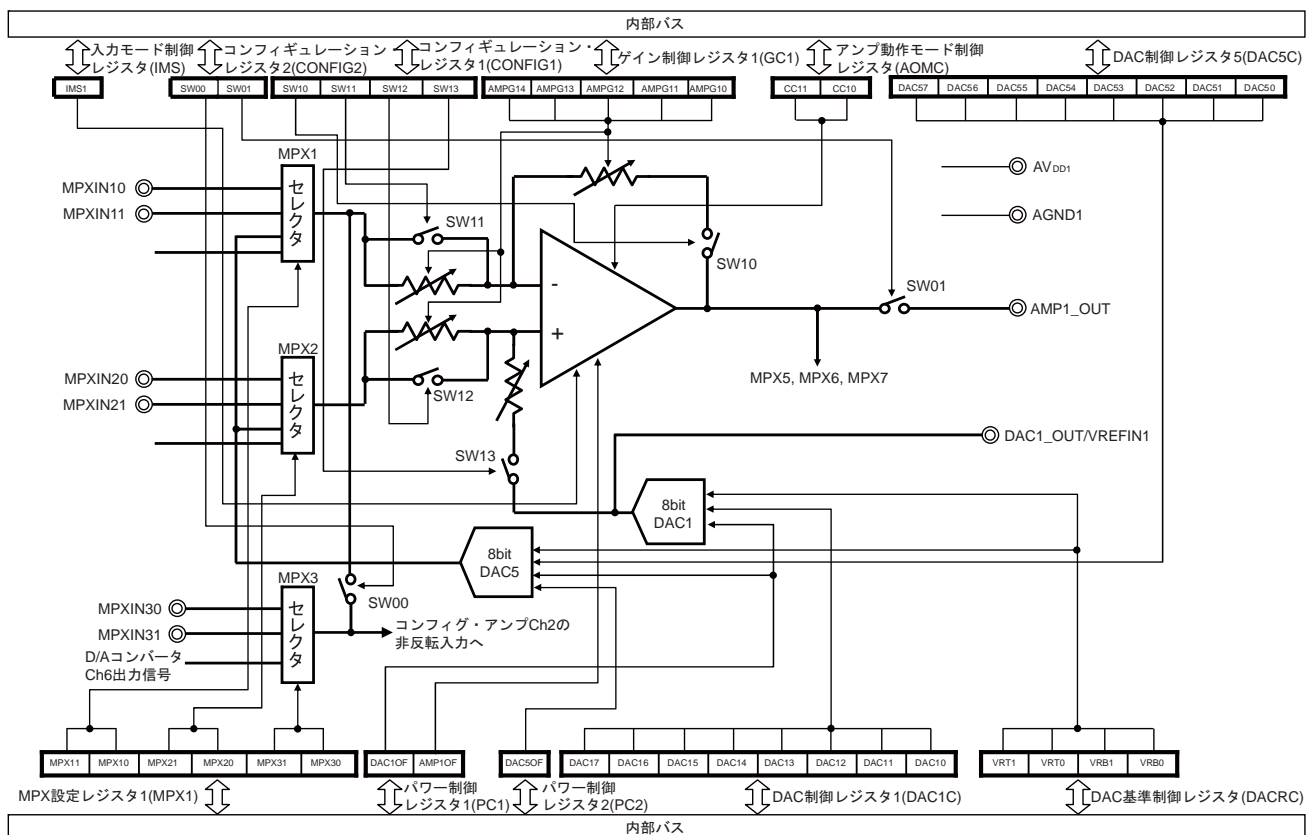 内部バス
入力モード制御
レジスタ(IMS)
コンフィギュレーション・
レジスタ2(CONFIG2)
コンフィギュレーション・
レジスタ1(CONFIG1)
ゲイン制御レジスタ1(GC1)
アンプ動作モード制御
レジスタ(AOMC)
DAC制御レジスタ5(DAC5C)
IMS1
SW00 SW01
SW10 SW11 SW12 SW13
AMPG14 AMPG13 AMPG12 AMPG11 AMPG10
CC11 CC10
DAC57 DAC56 DAC55 DAC54 DAC53 DAC52 DAC51 DAC50
MPX1
セレクタ
MPXIN10
MPXIN11
SW11
SW10
AVDD1
AGND1
-
+
SW01
AMP1_OUT
MPX5, MPX6, MPX7
MPX2
セレクタ
MPXIN20
MPXIN21
SW12
SW13
DAC1_OUT/VREFIN1
8bit
DAC1
8bit
DAC5
MPX3
セレクタ
MPXIN30
MPXIN31
D/Aコンバータ
Ch6出力信号
SW00
コンフィグ・アンプCh2の
非反転入力へ
MPX11 MPX10 MPX21 MPX20 MPX31 MPX30
DAC1OF AMP1OF
DAC5OF
DAC17 DAC16 DAC15 DAC14 DAC13 DAC12 DAC11 DAC10
VRT1 VRT0 VRB1 VRB0
MPX設定レジスタ1(MPX1)
パワー制御
レジスタ1(PC1)
パワー制御
レジスタ2(PC2)
DAC制御レジスタ1(DAC1C)
DAC基準制御レジスタ(DACRC)
内部バス